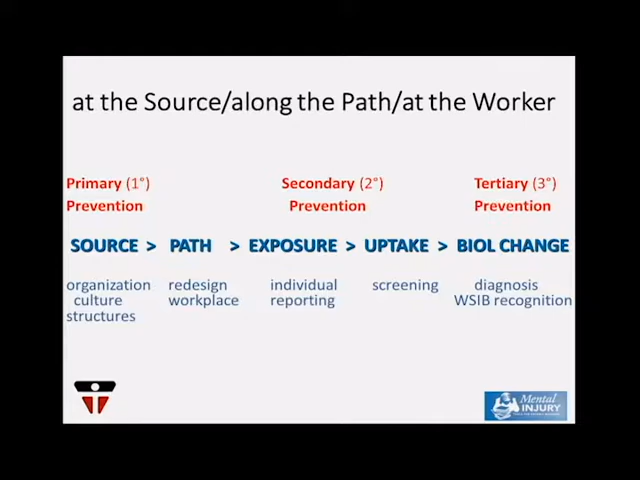 at the Source/along the Path/at the Worker
Primary (1°) Secondary (2°) Tertiary (3°)
Prevention Prevention Prevention
SOURCE > PATH > EXPOSURE > UPTAKE > BIOL CHANGE
organization redesign individual screening diagnosis
culture workplace reporting WSIB recognition
structures
Mental
INJURY